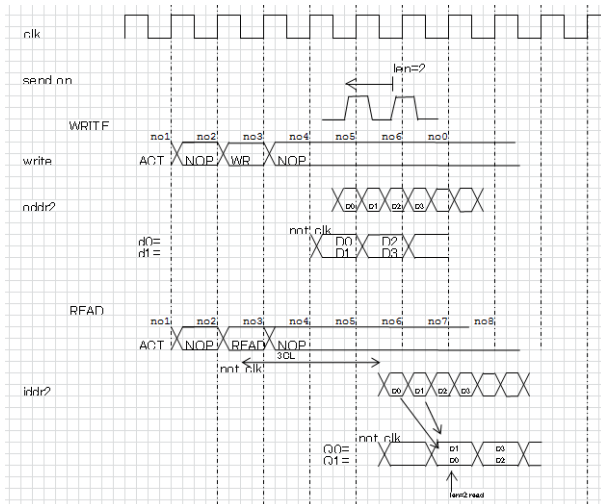 clk
send on
len=2
WRITE
no1 no2 no3 no4 no5 no6 no0
write
ACT NOP WR NOP
oddr2
D0 D1 D2 D3
not clk
d0= D0 D2
d1= D1 D3
READ
no1 no2 no3 no4 no5 no6 no7 no8
ACT NOP READ NOP
3CL
not clk
iddr2
D0 D1 D2 D3
not clk
Q0= D1 D3
Q1= D0 D2
len=2 read